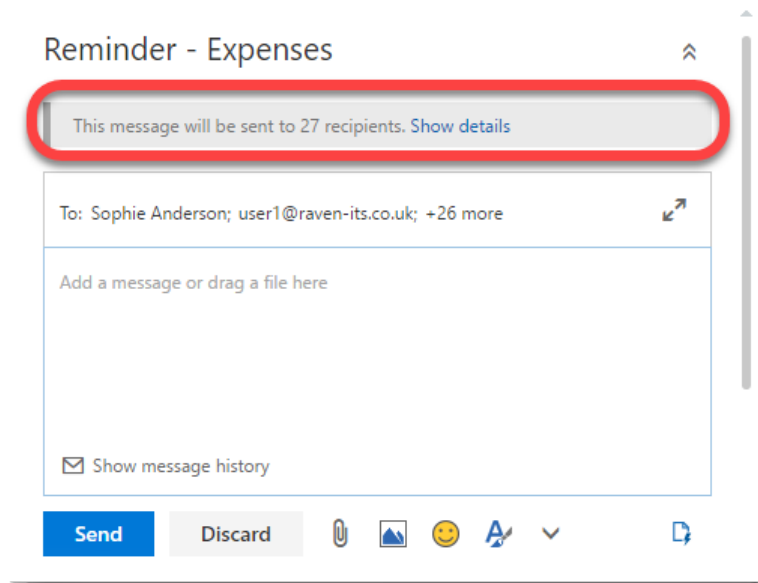 Reminder - Expenses
This message will be sent to 27 recipients. Show details
To: Sophie Anderson; user1@raven-its.co.uk; +26 more
Add a message or drag a file here
Show message history
Send Discard